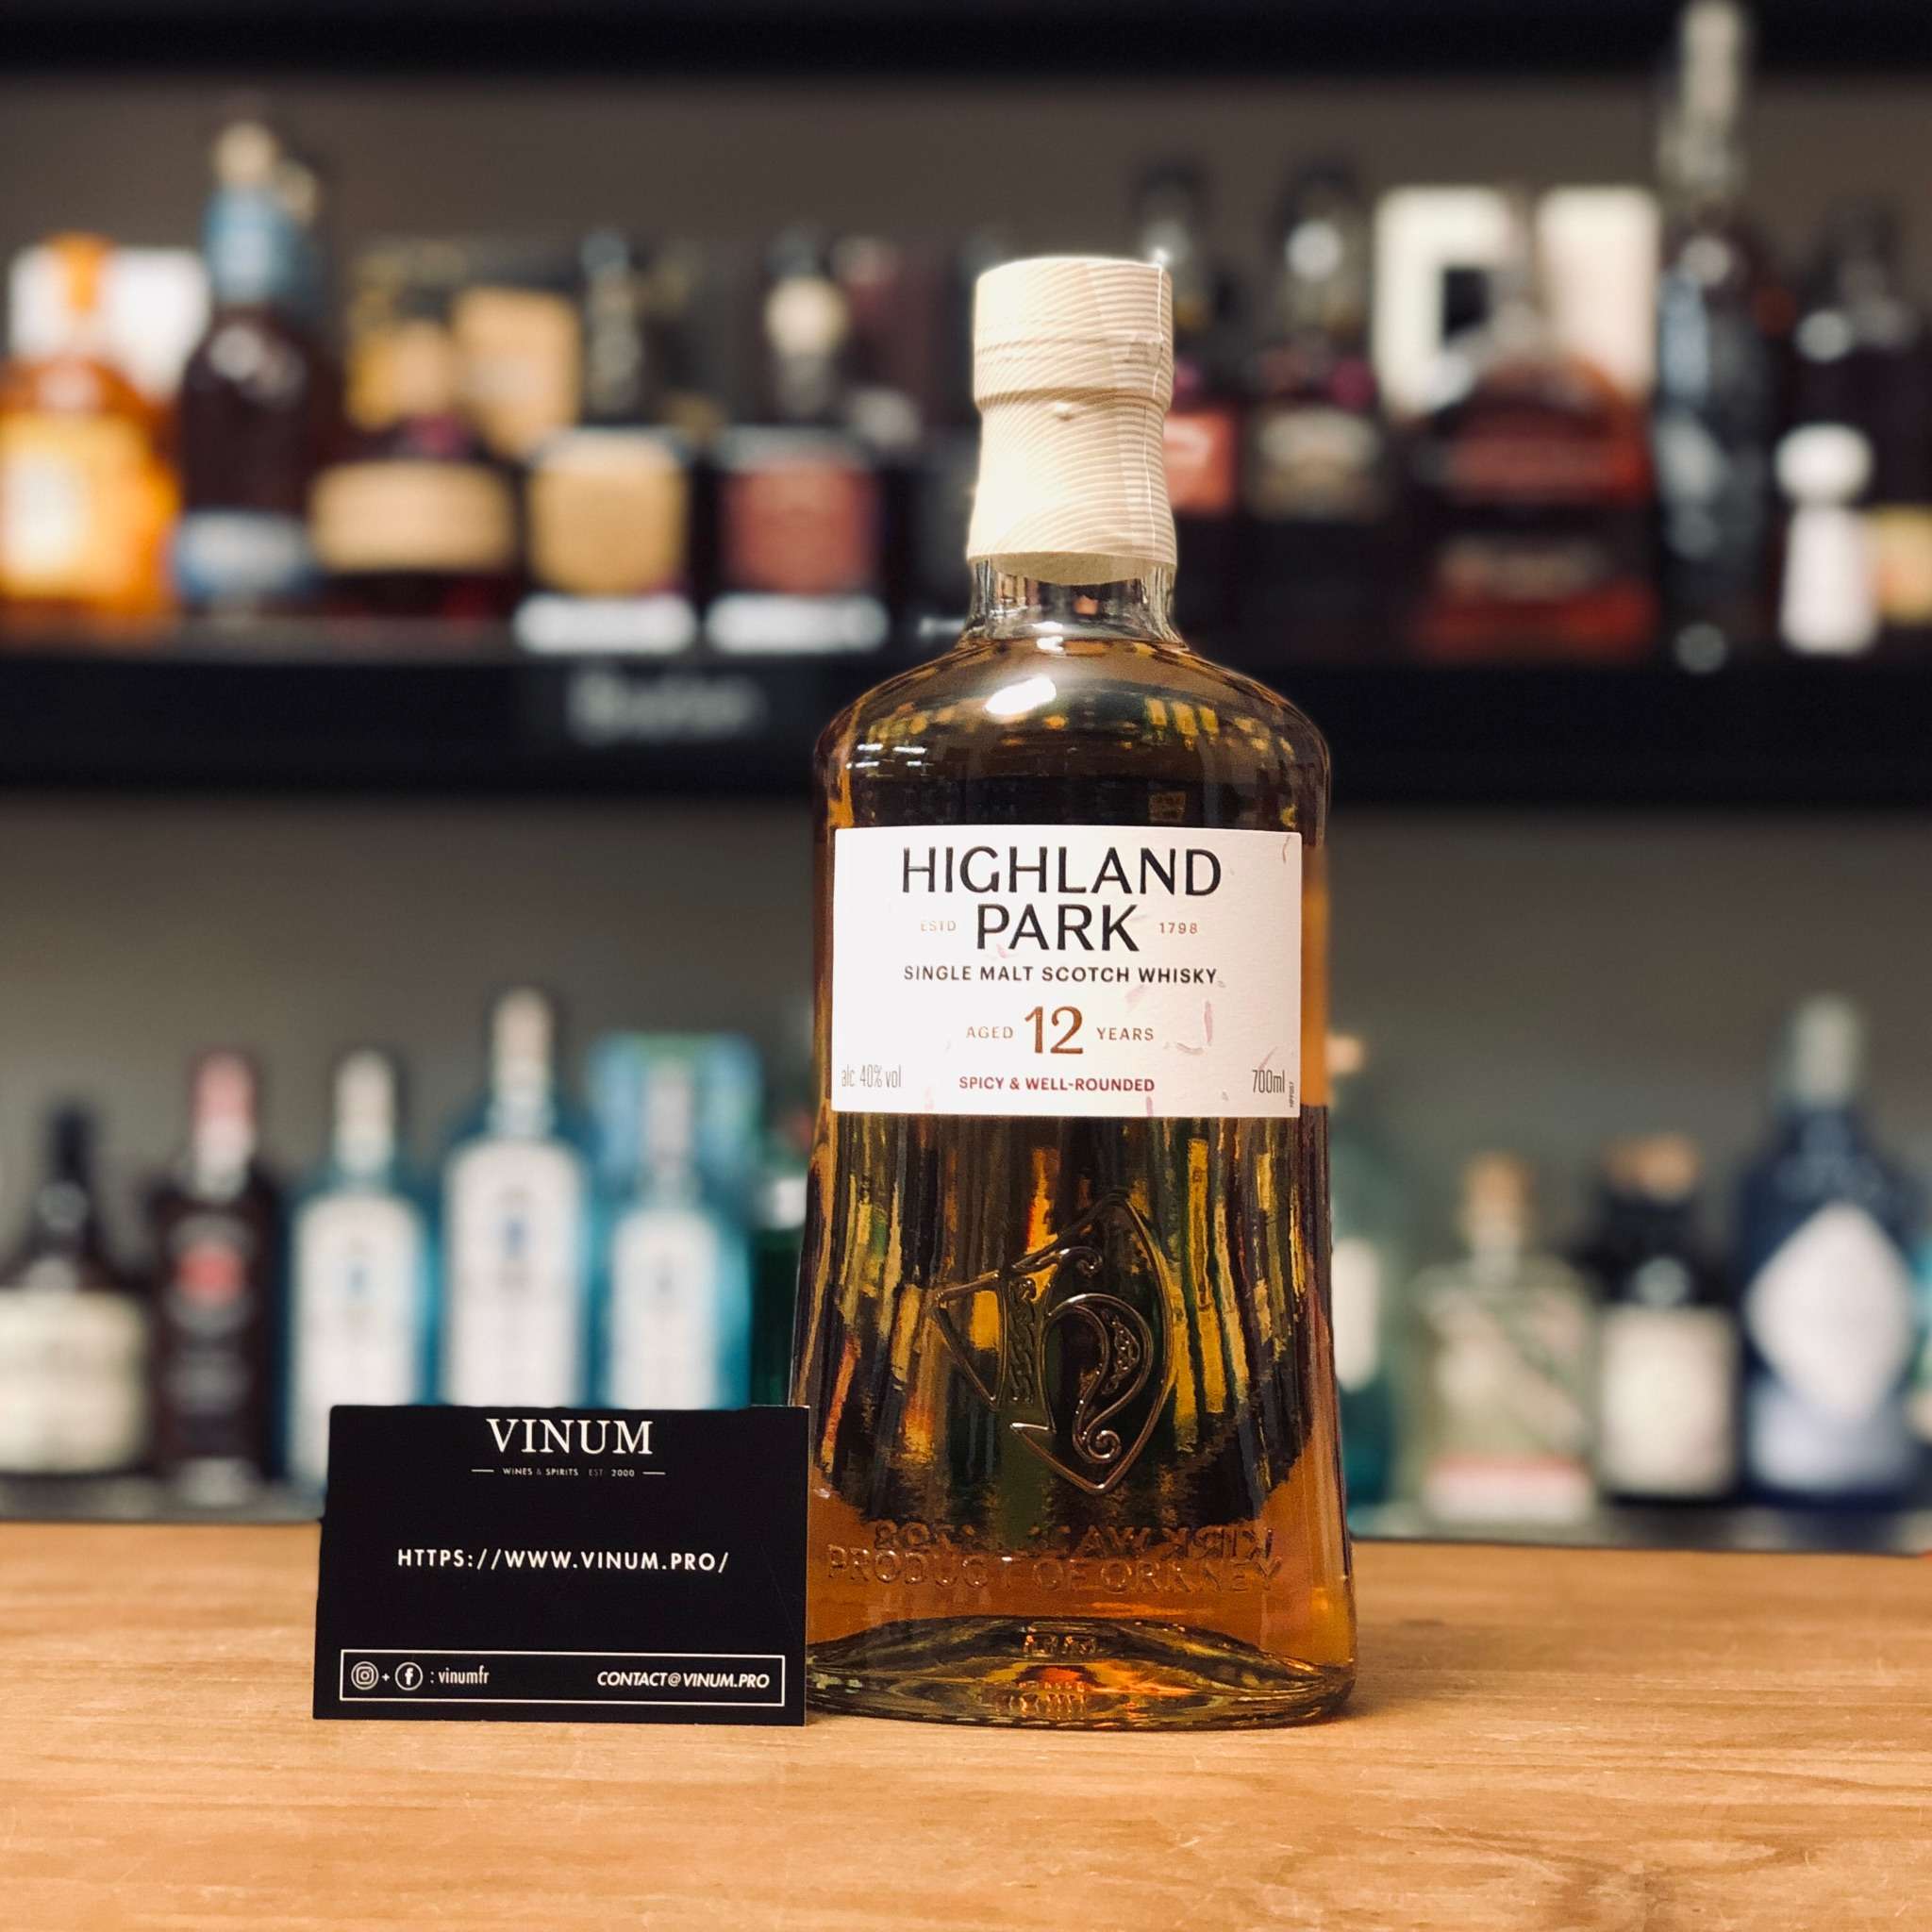 HIGHLAND
ESTD PARK 1798
SINGLE MALT SCOTCH WHISKY
AGED 12 YEARS
alc 40% vol SPICY & WELL-ROUNDED 700ml
PRODUCT OF ORKNEY
VINUM
WINES & SPIRITS EST 2000
HTTPS://WWW.VINUM.PRO/
+ : vinumfr CONTACT@VINUM.PRO